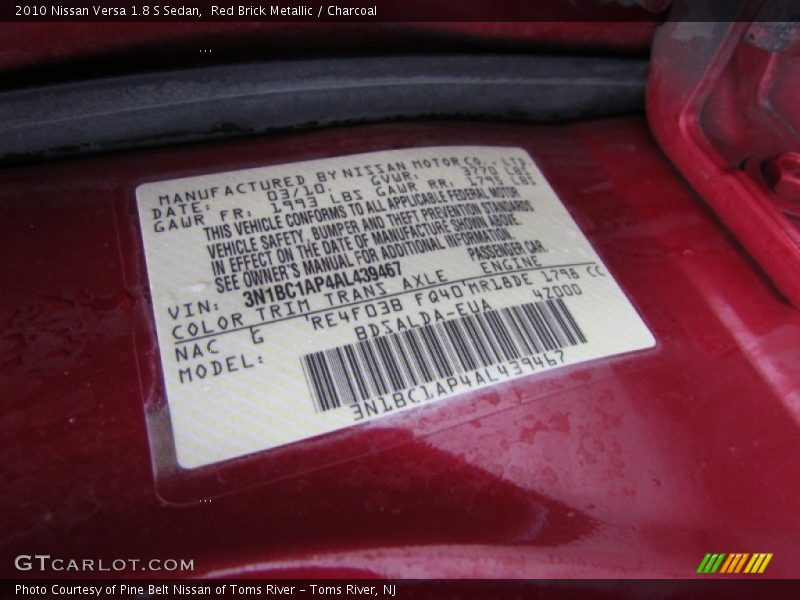 2010 Nissan Versa 1.8 S Sedan,  Red Brick Metallic / Charcoal
MANUFACTURED BY NISSAN MOTOR CO., LTD.
DATE: 03/10. GVWR: 3770 LBS
GAWR FR: 1993 LBS GAWR RR: 1795 LBS
THIS VEHICLE CONFORMS TO ALL APPLICABLE FEDERAL MOTOR
VEHICLE SAFETY, BUMPER AND THEFT PREVENTION STANDARDS
IN EFFECT ON THE DATE OF MANUFACTURE SHOWN ABOVE.
SEE OWNER'S MANUAL FOR ADDITIONAL INFORMATION.
VIN: 3N1BC1AP4AL439467 PASSENGER CAR.
COLOR TRIM TRANS AXLE ENGINE
NAC G RE4F03B FQ40 MR18DE 1798 CC
MODEL: BDSALDA-EUA 4Z000
3N1BC1AP4AL439467
GTCARLOT.COM
Photo Courtesy of Pine Belt Nissan of Toms River – Toms River, NJ